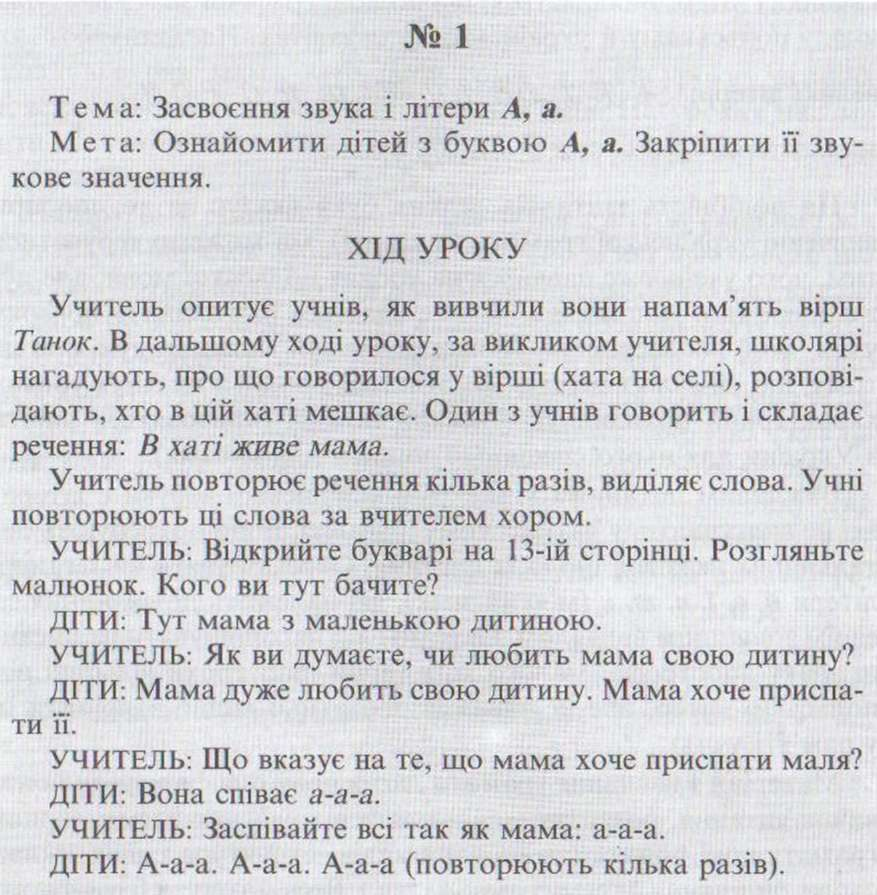 № 1
Тема: Засвоєння звука і літери А, а.
Мета: Ознайомити дітей з буквою А, а. Закріпити її зву-
кове значення.
ХІД УРОКУ
Учитель опитує учнів, як вивчили вони напам’ять вірш
Танок. В дальшому ході уроку, за викликом учителя, школярі
нагадують, про що говорилося у вірші (хата на селі), розпові-
дають, хто в цій хаті мешкає. Один з учнів говорить і складає
речення: В хаті живе мама.
Учитель повторює речення кілька разів, виділяє слова. Учні
повторюють ці слова за вчителем хором.
УЧИТЕЛЬ: Відкрийте букварі на 13-ій сторінці. Розгляньте
малюнок. Кого ви тут бачите?
ДІТИ: Тут мама з маленькою дитиною.
УЧИТЕЛЬ: Як ви думаєте, чи любить мама свою дитину?
ДІТИ: Мама дуже любить свою дитину. Мама хоче приспа-
ти її.
УЧИТЕЛЬ: Що вказує на те, що мама хоче приспати маля?
ДІТИ: Вона співає а-а-а.
УЧИТЕЛЬ: Заспівайте всі так як мама: а-а-а.
ДІТИ: А-а-а. А-а-а. А-а-а (повторюють кілька разів).